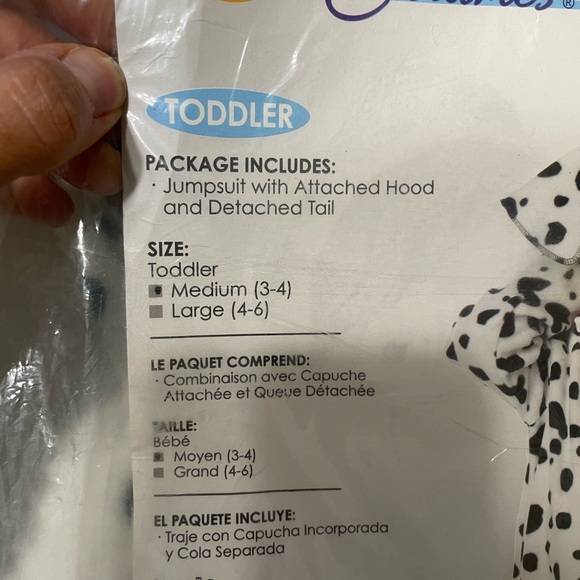 TODDLER
PACKAGE INCLUDES:
· Jumpsuit with Attached Hood
and Detached Tail
SIZE:
Toddler
Medium (3-4)
Large (4-6)
LE PAQUET COMPREND:
· Combinaison avec Capuche
Attachée et Queue Détachée
TAILLE:
Bébé
Moyen (3-4)
Grand (4-6)
EL PAQUETE INCLUYE:
· Traje con Capucha Incorporada
y Cola Separada